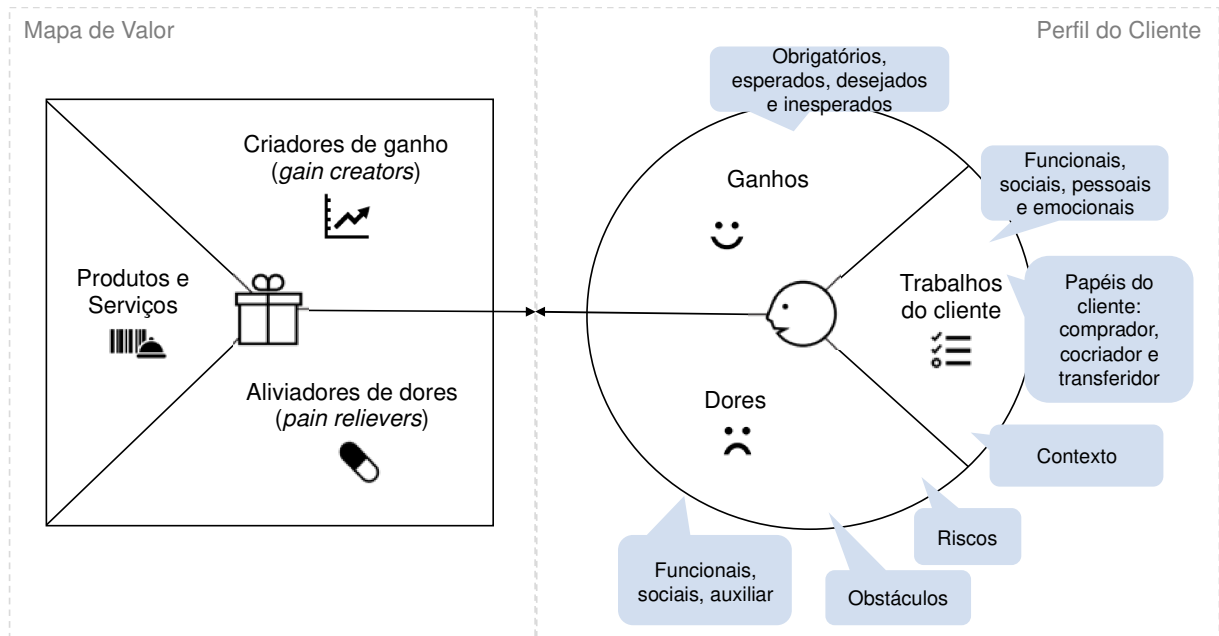 Mapa de Valor
Perfil do Cliente
Criadores de ganho
(gain creators)
Produtos e
Serviços
Aliviadores de dores
(pain relievers)
Obrigatórios,
esperados, desejados
e inesperados
Ganhos
Funcionais,
sociais, pessoais
e emocionais
Trabalhos
do cliente
Papéis do
cliente:
comprador,
cocriador e
transferidor
Dores
Contexto
Riscos
Obstáculos
Funcionais,
sociais, auxiliar